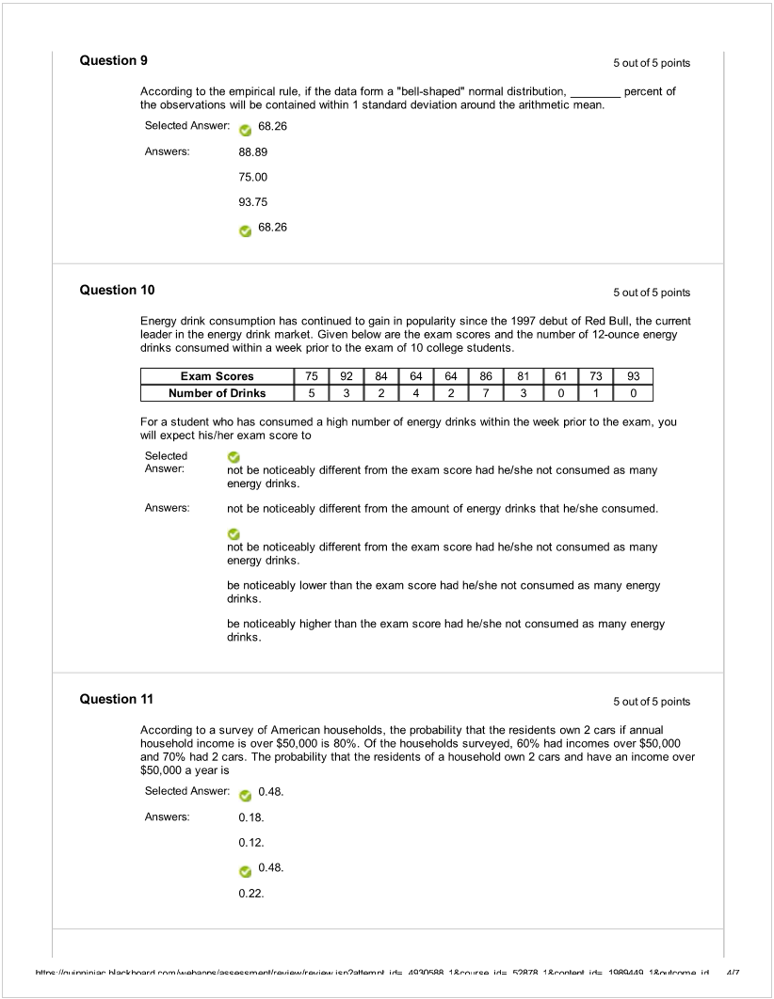 Question 9
5 out of 5 points
According to the empirical rule, if the data form a "bell-shaped" normal distribution, ________ percent of
the observations will be contained within 1 standard deviation around the arithmetic mean.
Selected Answer: 68.26
Answers: 88.89
75.00
93.75
68.26
Question 10
5 out of 5 points
Energy drink consumption has continued to gain in popularity since the 1997 debut of Red Bull, the current
leader in the energy drink market. Given below are the exam scores and the number of 12-ounce energy
drinks consumed within a week prior to the exam of 10 college students.
Exam Scores 75 92 84 64 64 86 81 61 73 93
Number of Drinks 5 3 2 4 2 7 3 0 1 0
For a student who has consumed a high number of energy drinks within the week prior to the exam, you
will expect his/her exam score to
Selected
Answer:
not be noticeably different from the exam score had he/she not consumed as many
energy drinks.
Answers: not be noticeably different from the amount of energy drinks that he/she consumed.
not be noticeably different from the exam score had he/she not consumed as many
energy drinks.
be noticeably lower than the exam score had he/she not consumed as many energy
drinks.
be noticeably higher than the exam score had he/she not consumed as many energy
drinks.
Question 11
5 out of 5 points
According to a survey of American households, the probability that the residents own 2 cars if annual
household income is over $50,000 is 80%. Of the households surveyed, 60% had incomes over $50,000
and 70% had 2 cars. The probability that the residents of a household own 2 cars and have an income over
$50,000 a year is
Selected Answer: 0.48.
Answers: 0.18.
0.12.
0.48.
0.22.
https://quinnipiac.blackboard.com/webapps/assessment/review/review.jsp?attempt_id=_4930588_1&course_id=_52878_1&content_id=_1989449_1&outcome_id… 4/7